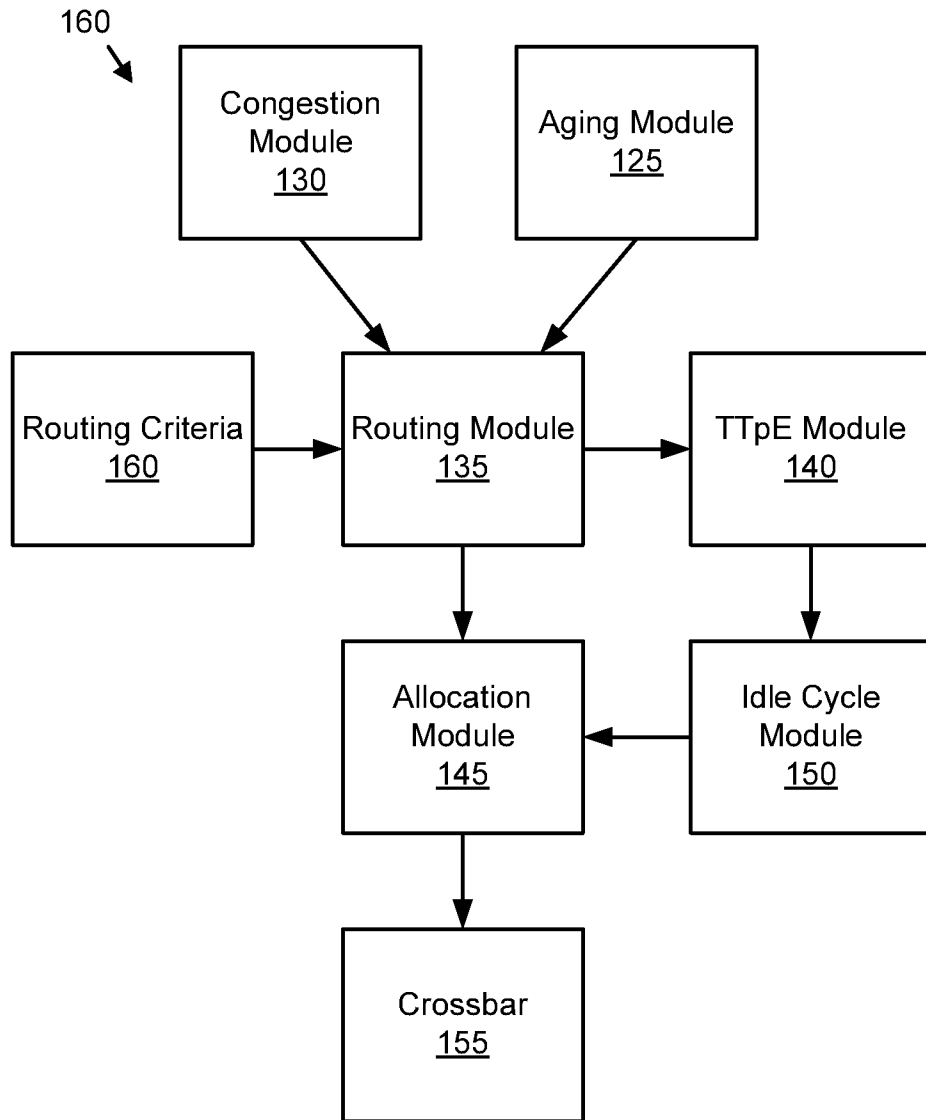 160
Congestion
Module
130
Aging Module
125
Routing Criteria
160
Routing Module
135
TTpE Module
140
Allocation
Module
145
Idle Cycle
Module
150
Crossbar
155